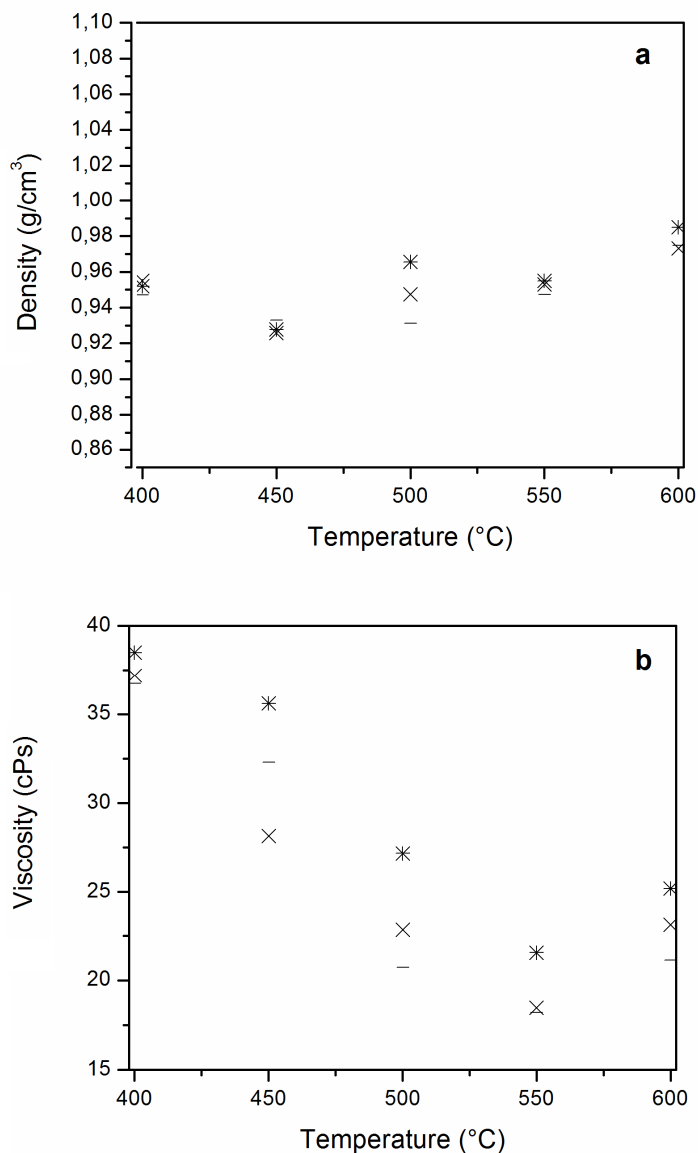 1,10
a
1,08
1,06
1,04
1,02
1,00
0,98
0,96
0,94
0,92
0,90
0,88
0,86
Density (g/cm³)
400 450 500 550 600
Temperature (°C)
40
b
35
30
25
20
15
Viscosity (cPs)
400 450 500 550 600
Temperature (°C)